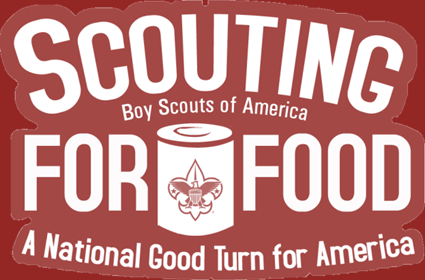 SCOUTING
Boy Scouts of America
FOR FOOD
A National Good Turn for America